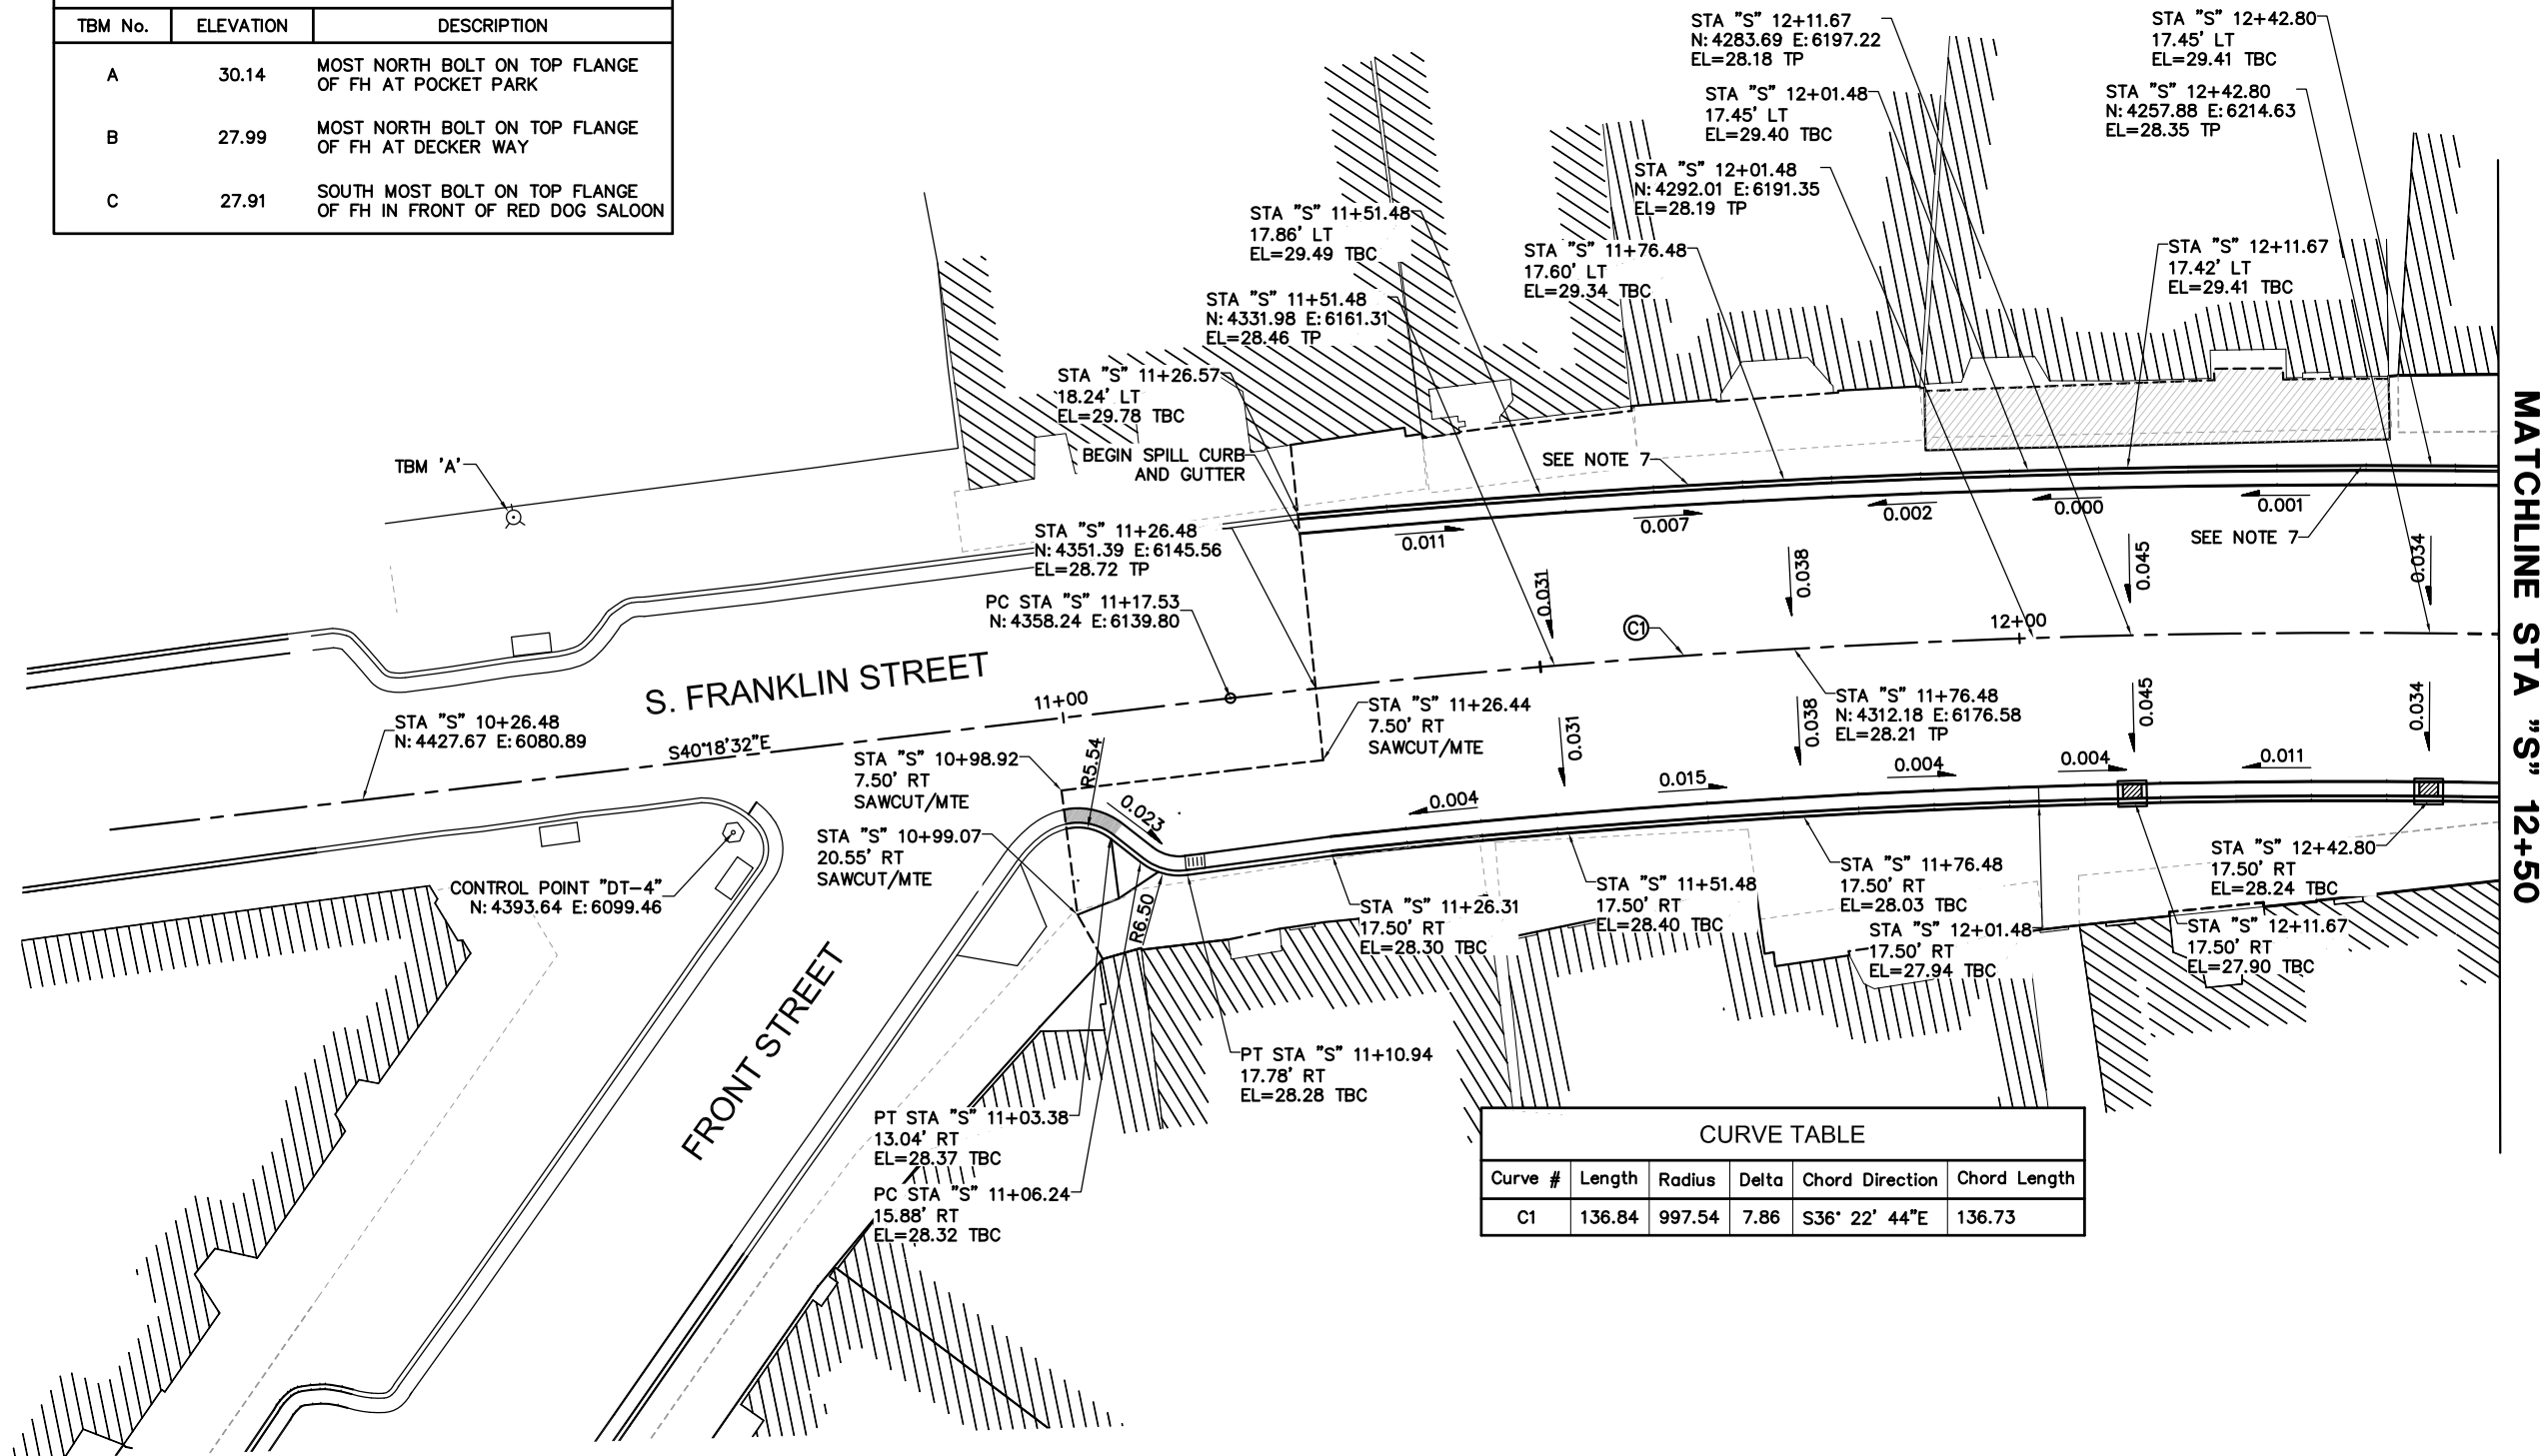 TBM No. ELEVATION DESCRIPTION
A 30.14 MOST NORTH BOLT ON TOP FLANGE
OF FH AT POCKET PARK
B 27.99 MOST NORTH BOLT ON TOP FLANGE
OF FH AT DECKER WAY
C 27.91 SOUTH MOST BOLT ON TOP FLANGE
OF FH IN FRONT OF RED DOG SALOON
STA "S" 12+11.67
N: 4283.69 E: 6197.22
EL=28.18 TP
STA "S" 12+42.80
17.45' LT
EL=29.41 TBC
STA "S" 12+01.48
17.45' LT
EL=29.40 TBC
STA "S" 12+42.80
N: 4257.88 E: 6214.63
EL=28.35 TP
STA "S" 12+01.48
N: 4292.01 E: 6191.35
EL=28.19 TP
STA "S" 11+51.48
17.86' LT
EL=29.49 TBC
STA "S" 11+76.48
17.60' LT
EL=29.34 TBC
STA "S" 12+11.67
17.42' LT
EL=29.41 TBC
STA "S" 11+51.48
N: 4331.98 E: 6161.31
EL=28.46 TP
STA "S" 11+26.57
18.24' LT
EL=29.78 TBC
BEGIN SPILL CURB
AND GUTTER
TBM 'A'
SEE NOTE 7
STA "S" 11+26.48
N: 4351.39 E: 6145.56
EL=28.72 TP
0.011
0.007
0.002
0.000
0.001
SEE NOTE 7
PC STA "S" 11+17.53
N: 4358.24 E: 6139.80
0.031
0.038
0.045
0.034
C1
12+00
S. FRANKLIN STREET
11+00
STA "S" 10+26.48
N: 4427.67 E: 6080.89
S40°18'32"E
STA "S" 11+26.44
7.50' RT
SAWCUT/MTE
STA "S" 11+76.48
N: 4312.18 E: 6176.58
EL=28.21 TP
0.031
0.038
0.045
0.034
STA "S" 10+98.92
7.50' RT
SAWCUT/MTE
R5.54
0.023
0.004
0.015
0.004
0.004
0.011
STA "S" 10+99.07
20.55' RT
SAWCUT/MTE
CONTROL POINT "DT-4"
N: 4393.64 E: 6099.46
R6.50
STA "S" 11+26.31
17.50' RT
EL=28.30 TBC
STA "S" 11+51.48
17.50' RT
EL=28.40 TBC
STA "S" 11+76.48
17.50' RT
EL=28.03 TBC
STA "S" 12+01.48
17.50' RT
EL=27.94 TBC
STA "S" 12+42.80
17.50' RT
EL=28.24 TBC
STA "S" 12+11.67
17.50' RT
EL=27.90 TBC
FRONT STREET
PT STA "S" 11+10.94
17.78' RT
EL=28.28 TBC
PT STA "S" 11+03.38
13.04' RT
EL=28.37 TBC
PC STA "S" 11+06.24
15.88' RT
EL=28.32 TBC
CURVE TABLE
Curve # Length Radius Delta Chord Direction Chord Length
C1 136.84 997.54 7.86 S36° 22' 44"E 136.73
MATCHLINE STA "S" 12+50